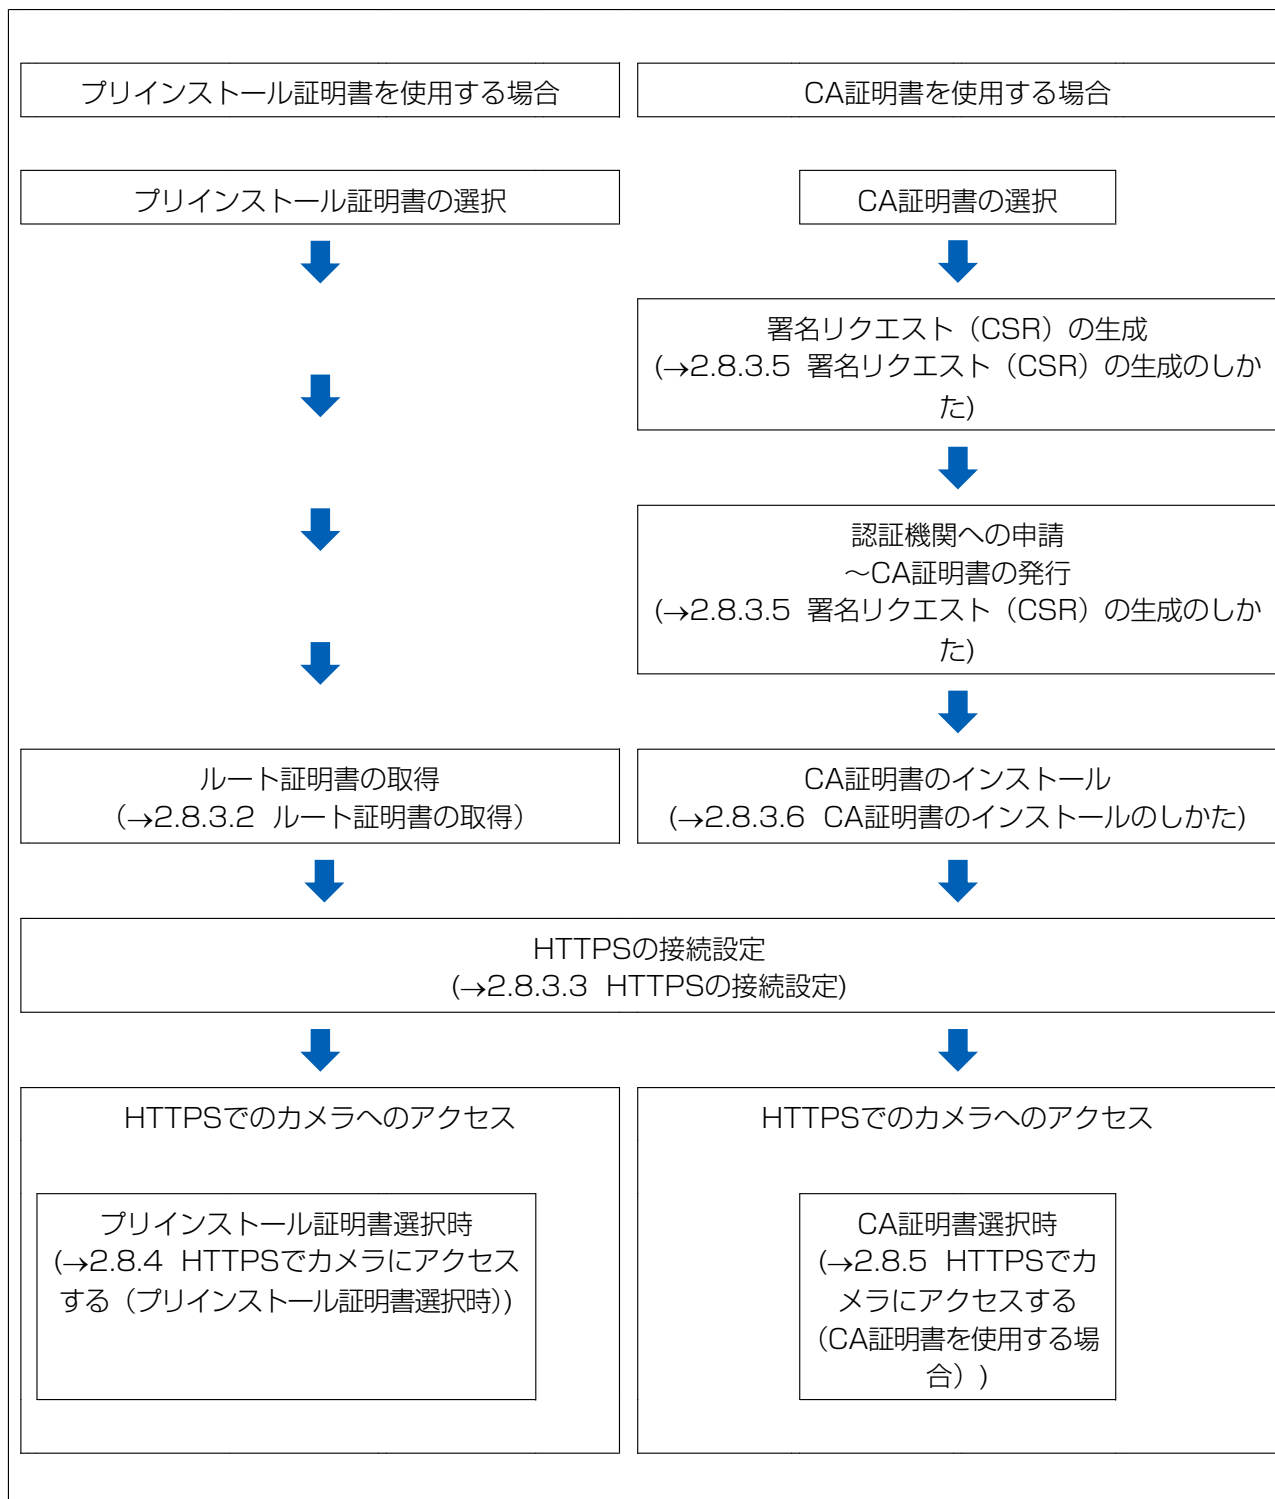 プリインストール証明書を使用する場合
CA証明書を使用する場合
プリインストール証明書の選択
CA証明書の選択
署名リクエスト（CSR）の生成
(→2.8.3.5 署名リクエスト（CSR）の生成のしか
た)
認証機関への申請
～CA証明書の発行
(→2.8.3.5 署名リクエスト（CSR）の生成のしか
た)
ルート証明書の取得
（→2.8.3.2 ルート証明書の取得）
CA証明書のインストール
(→2.8.3.6 CA証明書のインストールのしかた)
HTTPSの接続設定
(→2.8.3.3 HTTPSの接続設定)
HTTPSでのカメラへのアクセス
プリインストール証明書選択時
(→2.8.4 HTTPSでカメラにアクセス
する（プリインストール証明書選択時）)
HTTPSでのカメラへのアクセス
CA証明書選択時
(→2.8.5 HTTPSでカ
メラにアクセスする
（CA証明書を使用する場
合）)